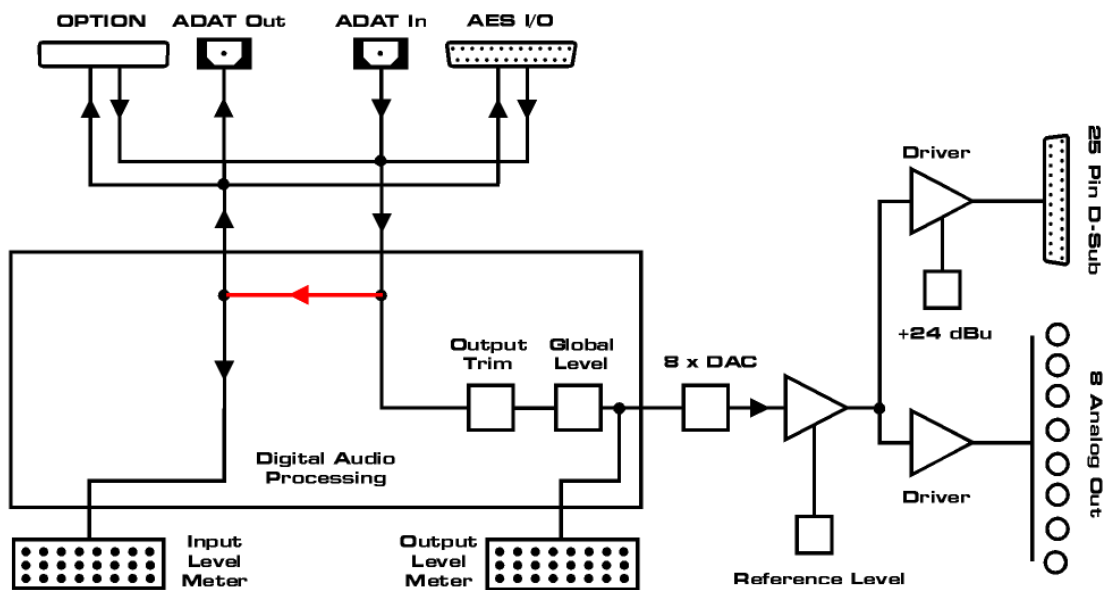 OPTION
ADAT Out
ADAT In
AES I/O
Driver
25 Pin D-Sub
+24 dBu
Output
Trim
Global
Level
8 x DAC
8 Analog Out
Digital Audio
Processing
Driver
Input
Level
Meter
Output
Level
Meter
Reference Level